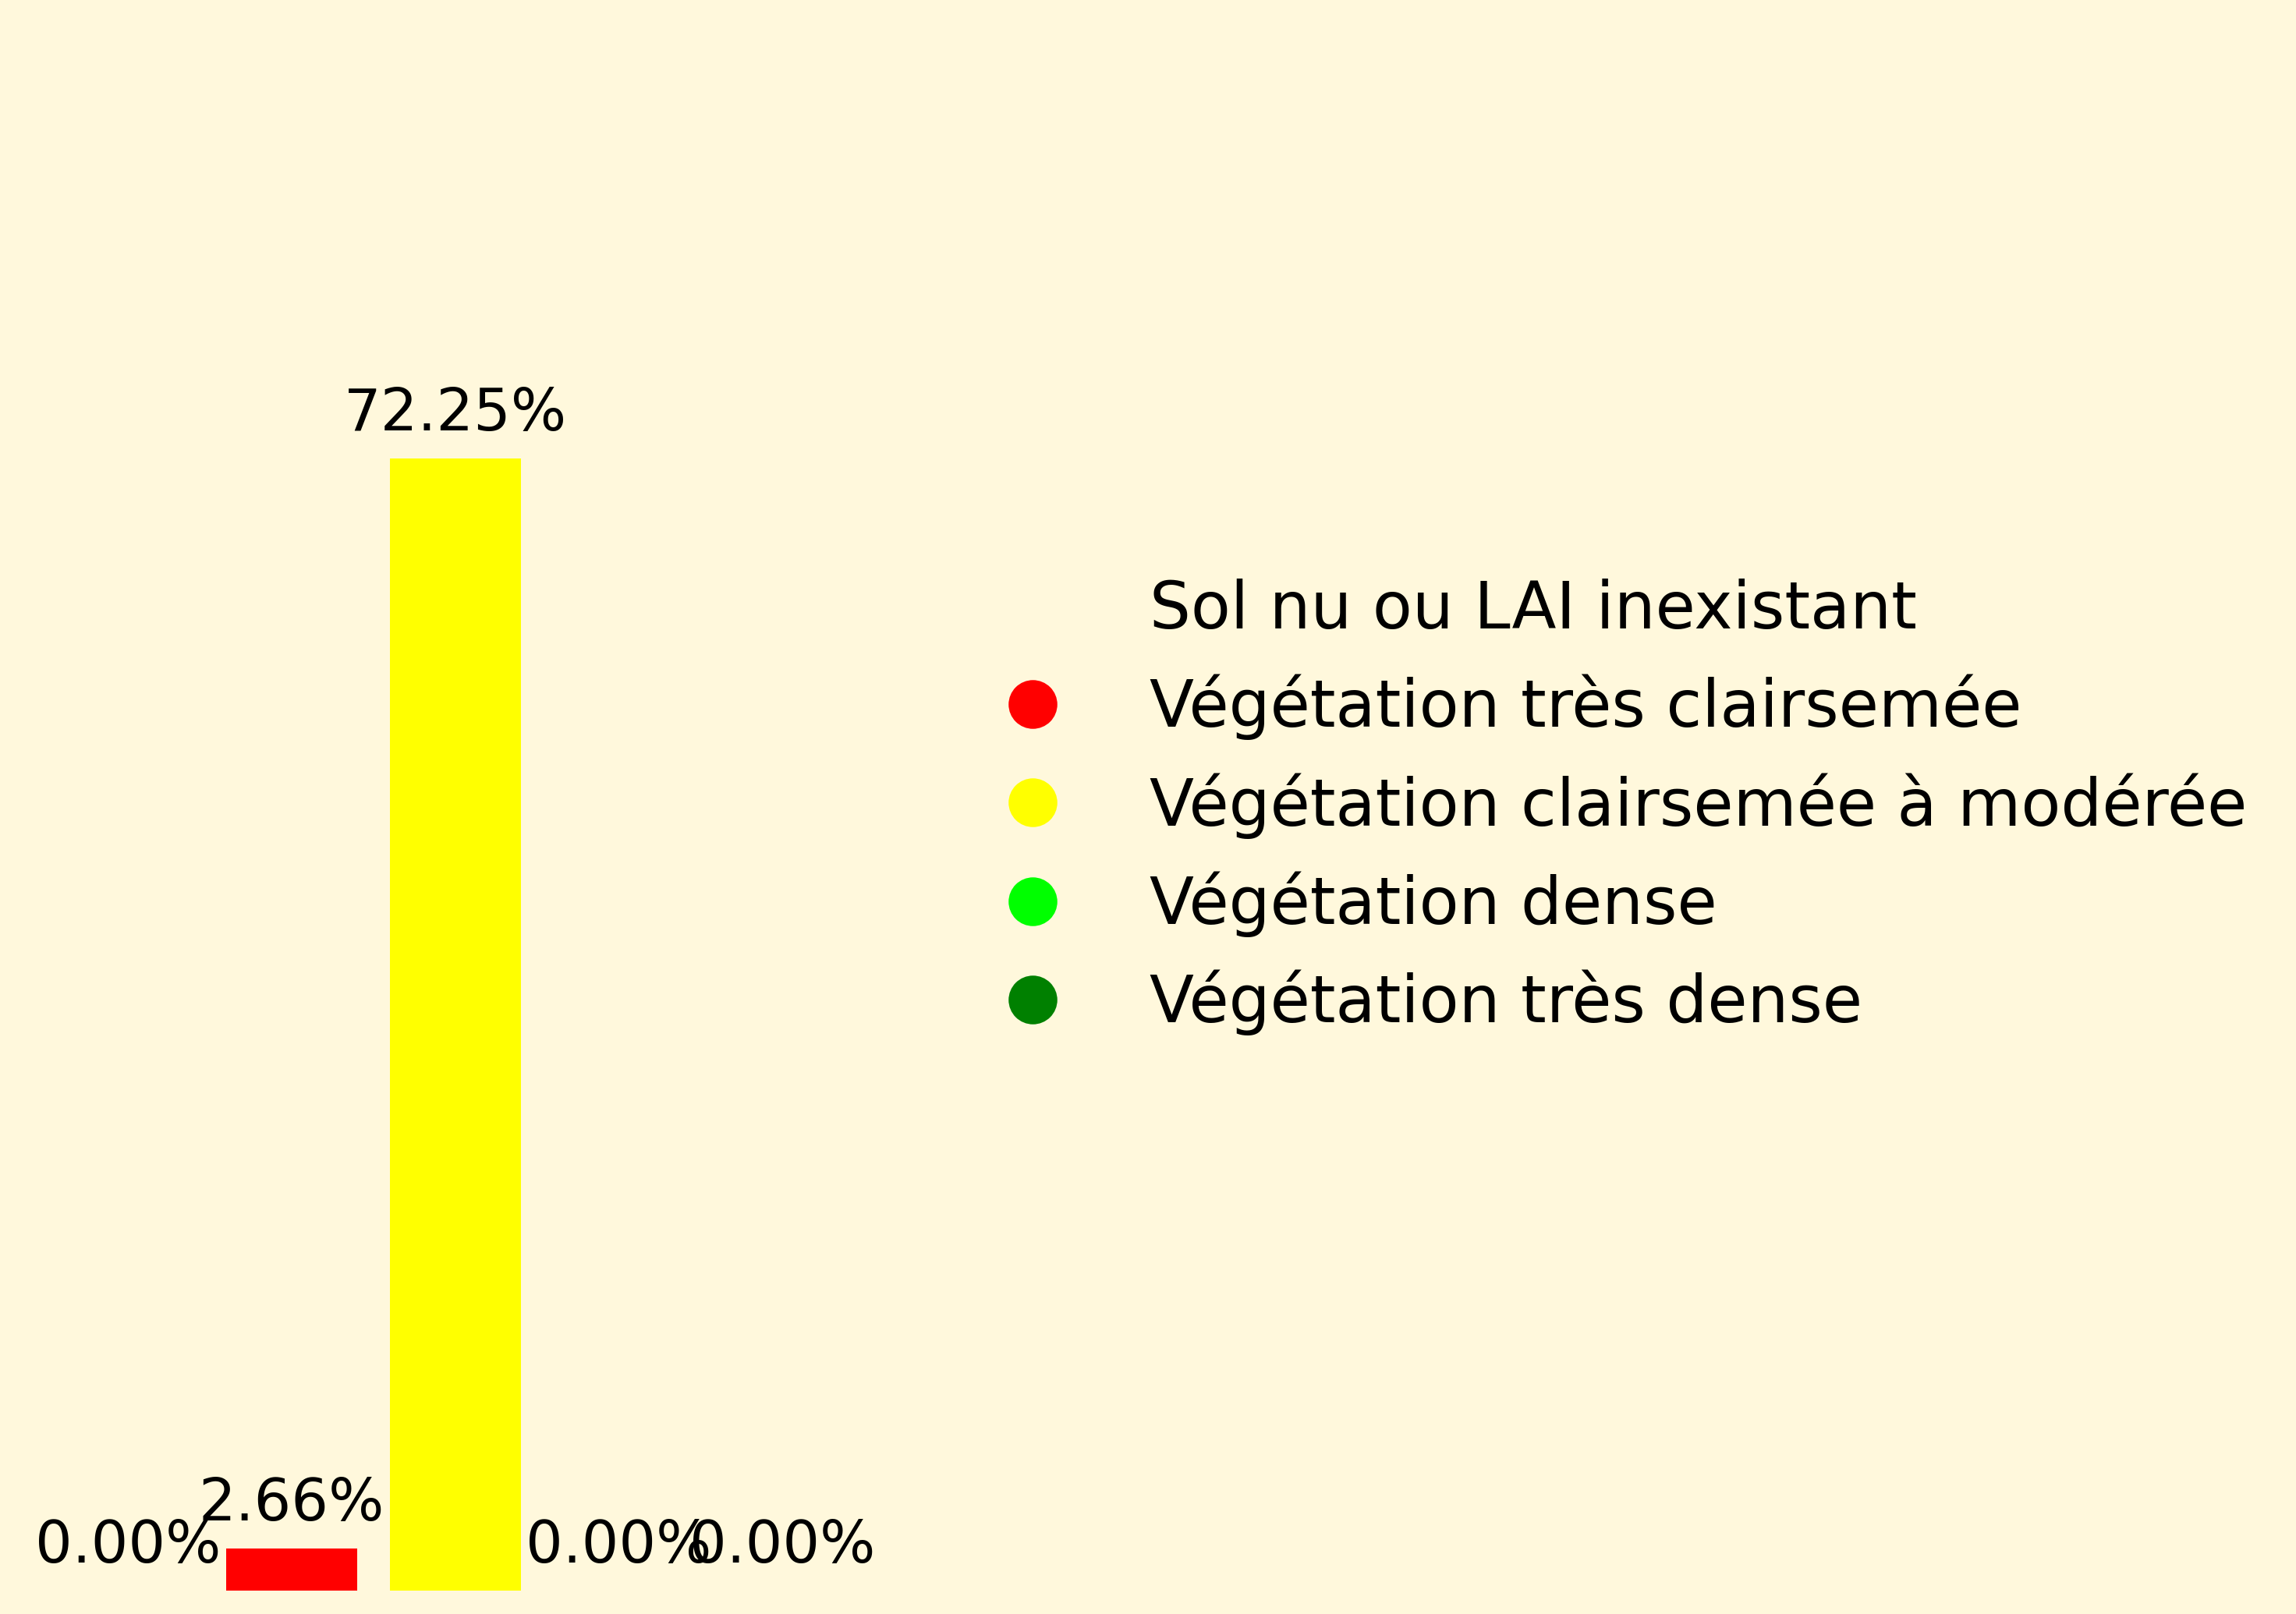 72.25%
2.66%
0.00%
0.00%
0.00%
Sol nu ou LAI inexistant
Végétation très clairsemée
Végétation clairsemée à modérée
Végétation dense
Végétation très dense